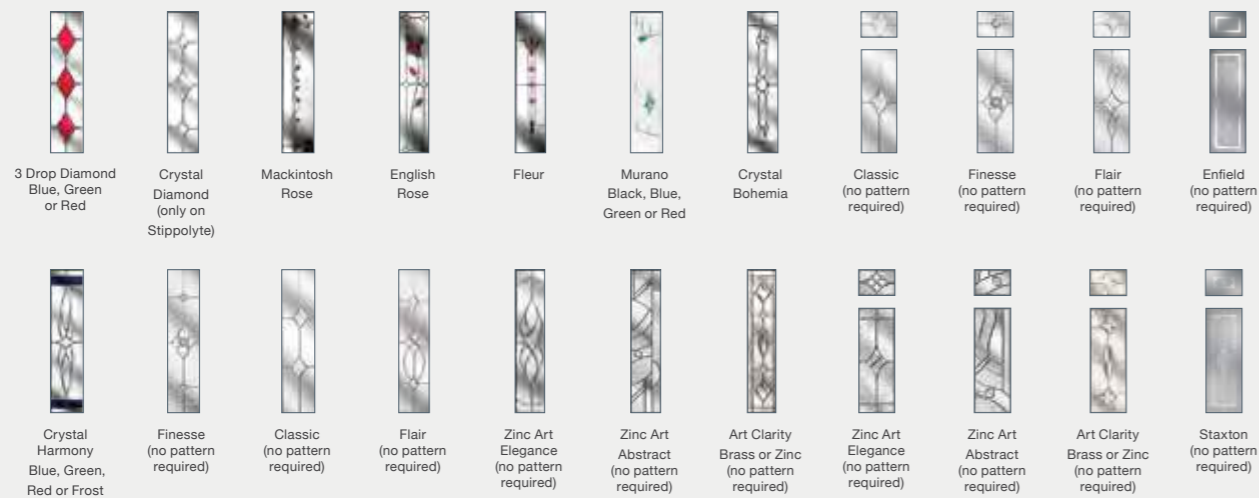 3 Drop Diamond
Blue, Green
or Red
Crystal
Diamond
(only on
Stippolyte)
Mackintosh
Rose
English
Rose
Fleur
Murano
Black, Blue,
Green or Red
Crystal
Bohemia
Classic
(no pattern
required)
Finesse
(no pattern
required)
Flair
(no pattern
required)
Enfield
(no pattern
required)
Crystal
Harmony
Blue, Green,
Red or Frost
Finesse
(no pattern
required)
Classic
(no pattern
required)
Flair
(no pattern
required)
Zinc Art
Elegance
(no pattern
required)
Zinc Art
Abstract
(no pattern
required)
Art Clarity
Brass or Zinc
(no pattern
required)
Zinc Art
Elegance
(no pattern
required)
Zinc Art
Abstract
(no pattern
required)
Art Clarity
Brass or Zinc
(no pattern
required)
Staxton
(no pattern
required)